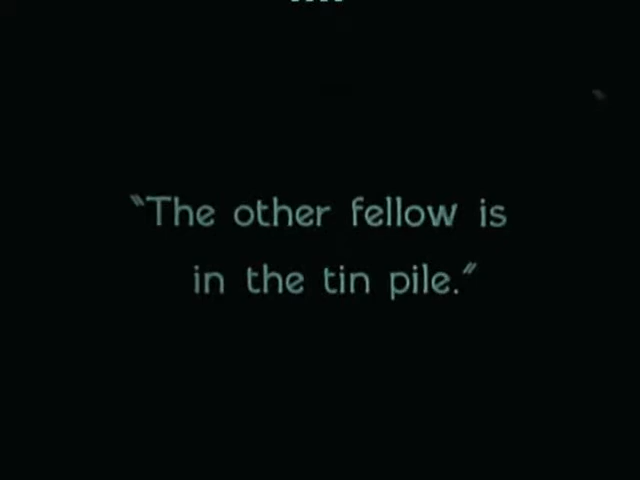 "The other fellow is
in the tin pile."